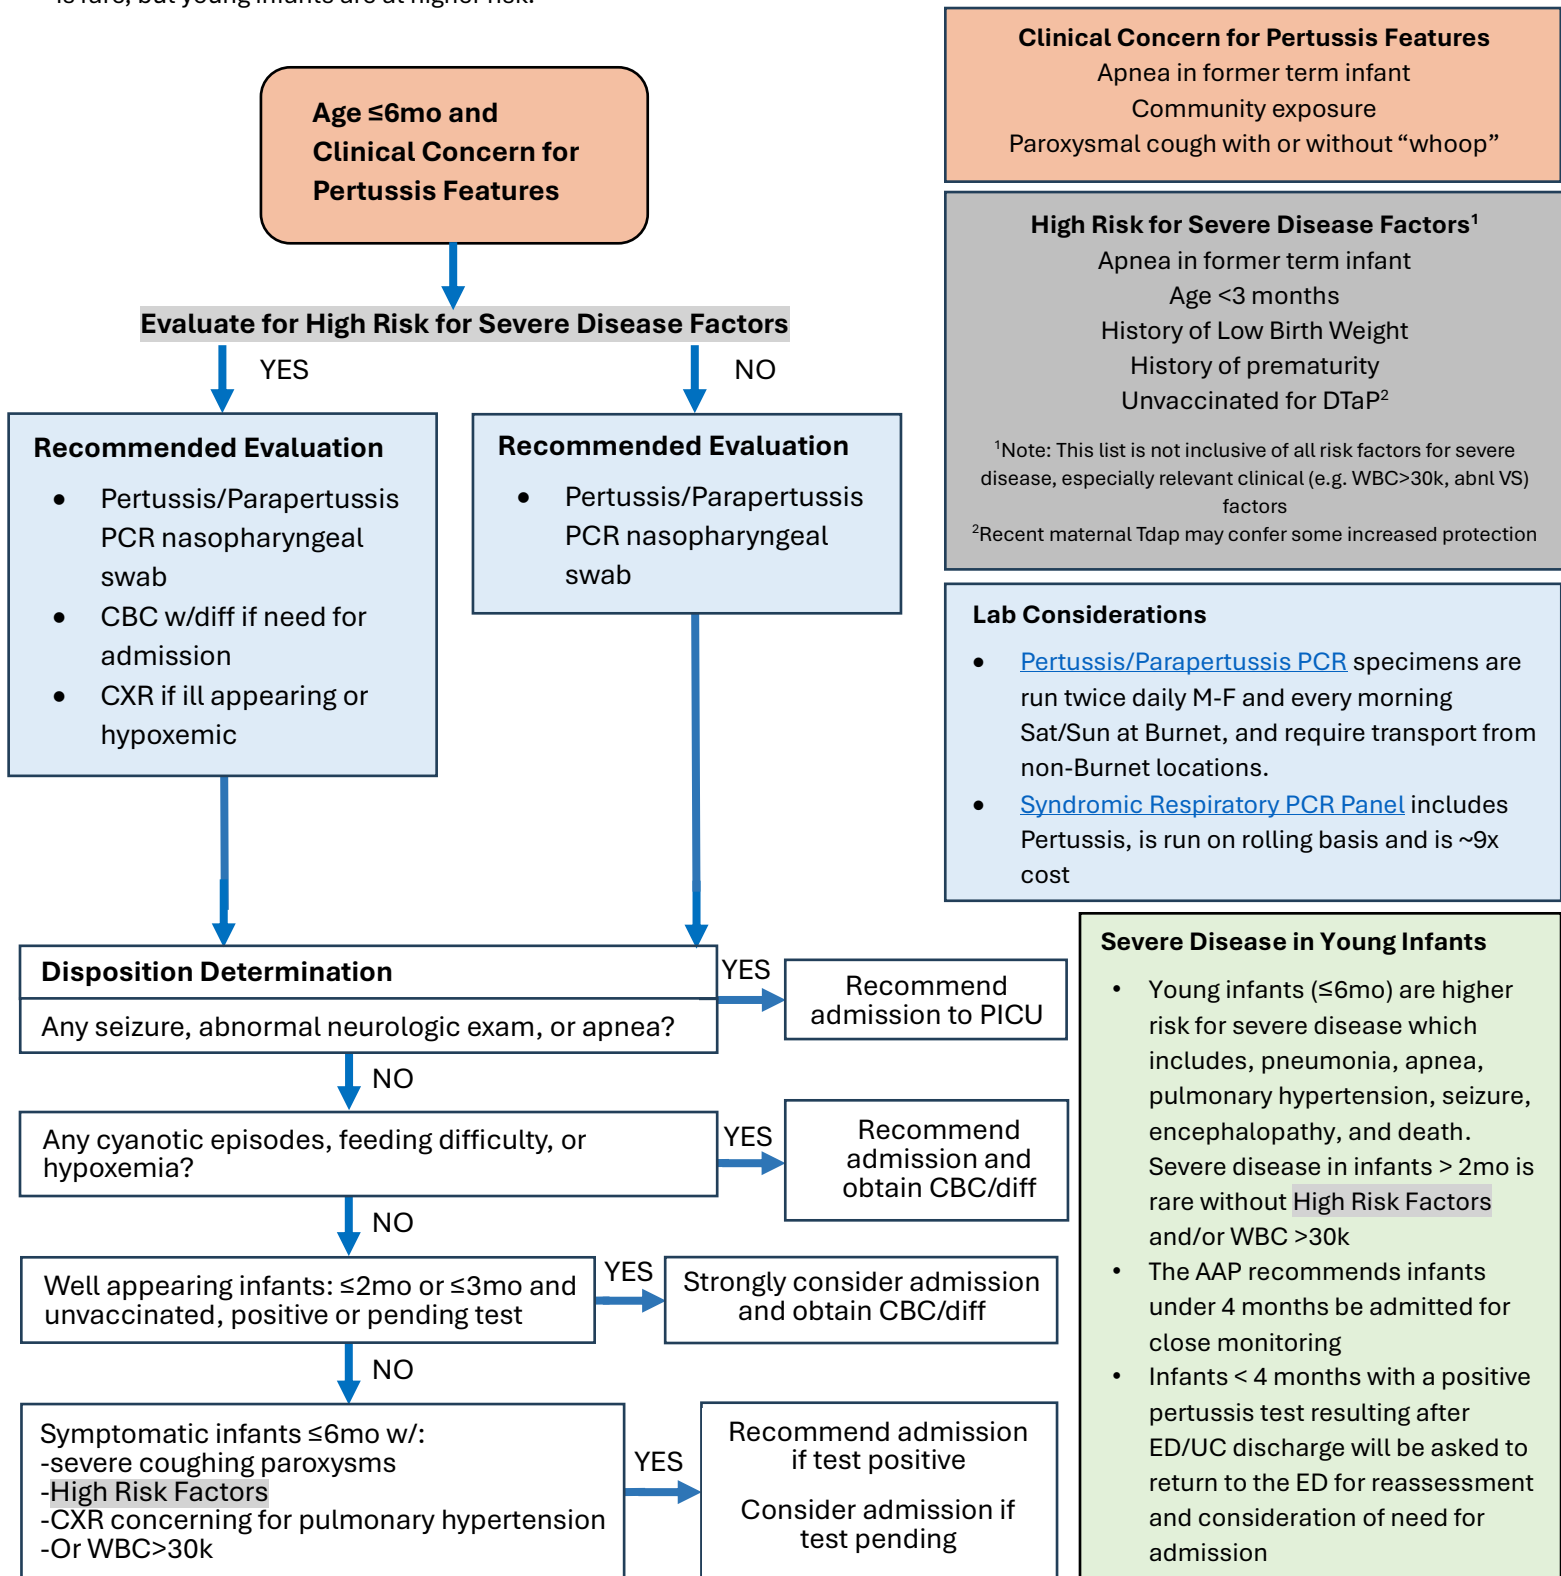 is rare, but young infants are at higher risk.
Age ≤6mo and
Clinical Concern for
Pertussis Features
Evaluate for High Risk for Severe Disease Factors
YES
NO
Recommended Evaluation
• Pertussis/Parapertussis
PCR nasopharyngeal
swab
• CBC w/diff if need for
admission
• CXR if ill appearing or
hypoxemic
Recommended Evaluation
• Pertussis/Parapertussis
PCR nasopharyngeal
swab
Clinical Concern for Pertussis Features
Apnea in former term infant
Community exposure
Paroxysmal cough with or without “whoop”
High Risk for Severe Disease Factors¹
Apnea in former term infant
Age <3 months
History of Low Birth Weight
History of prematurity
Unvaccinated for DTaP²
¹Note: This list is not inclusive of all risk factors for severe
disease, especially relevant clinical (e.g. WBC>30k, abnl VS)
factors
²Recent maternal Tdap may confer some increased protection
Lab Considerations
• Pertussis/Parapertussis PCR specimens are
run twice daily M-F and every morning
Sat/Sun at Burnet, and require transport from
non-Burnet locations.
• Syndromic Respiratory PCR Panel includes
Pertussis, is run on rolling basis and is ~9x
cost
Disposition Determination
Any seizure, abnormal neurologic exam, or apnea?
YES
Recommend
admission to PICU
NO
Any cyanotic episodes, feeding difficulty, or
hypoxemia?
YES
Recommend
admission and
obtain CBC/diff
NO
Well appearing infants: ≤2mo or ≤3mo and
unvaccinated, positive or pending test
YES
Strongly consider admission
and obtain CBC/diff
NO
Symptomatic infants ≤6mo w/:
-severe coughing paroxysms
-High Risk Factors
-CXR concerning for pulmonary hypertension
-Or WBC>30k
YES
Recommend admission
if test positive
Consider admission if
test pending
Severe Disease in Young Infants
• Young infants (≤6mo) are higher
risk for severe disease which
includes, pneumonia, apnea,
pulmonary hypertension, seizure,
encephalopathy, and death.
Severe disease in infants > 2mo is
rare without High Risk Factors
and/or WBC >30k
• The AAP recommends infants
under 4 months be admitted for
close monitoring
• Infants < 4 months with a positive
pertussis test resulting after
ED/UC discharge will be asked to
return to the ED for reassessment
and consideration of need for
admission